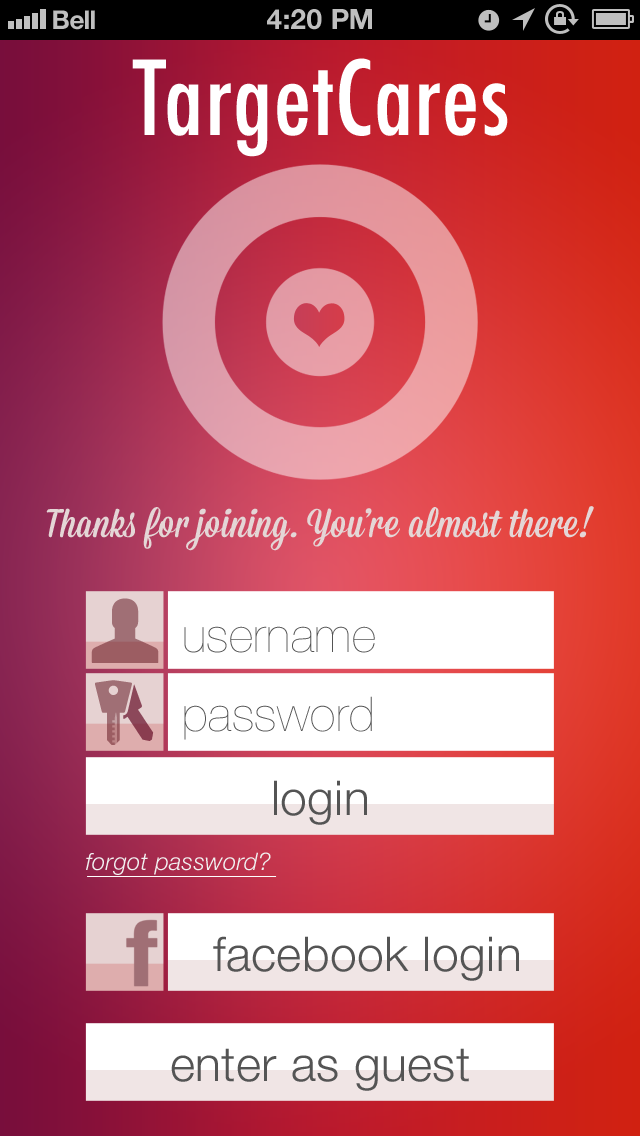 Bell 4:20 PM
TargetCares
Thanks for joining. You're almost there!
username
password
login
forgot password?
f facebook login
enter as guest